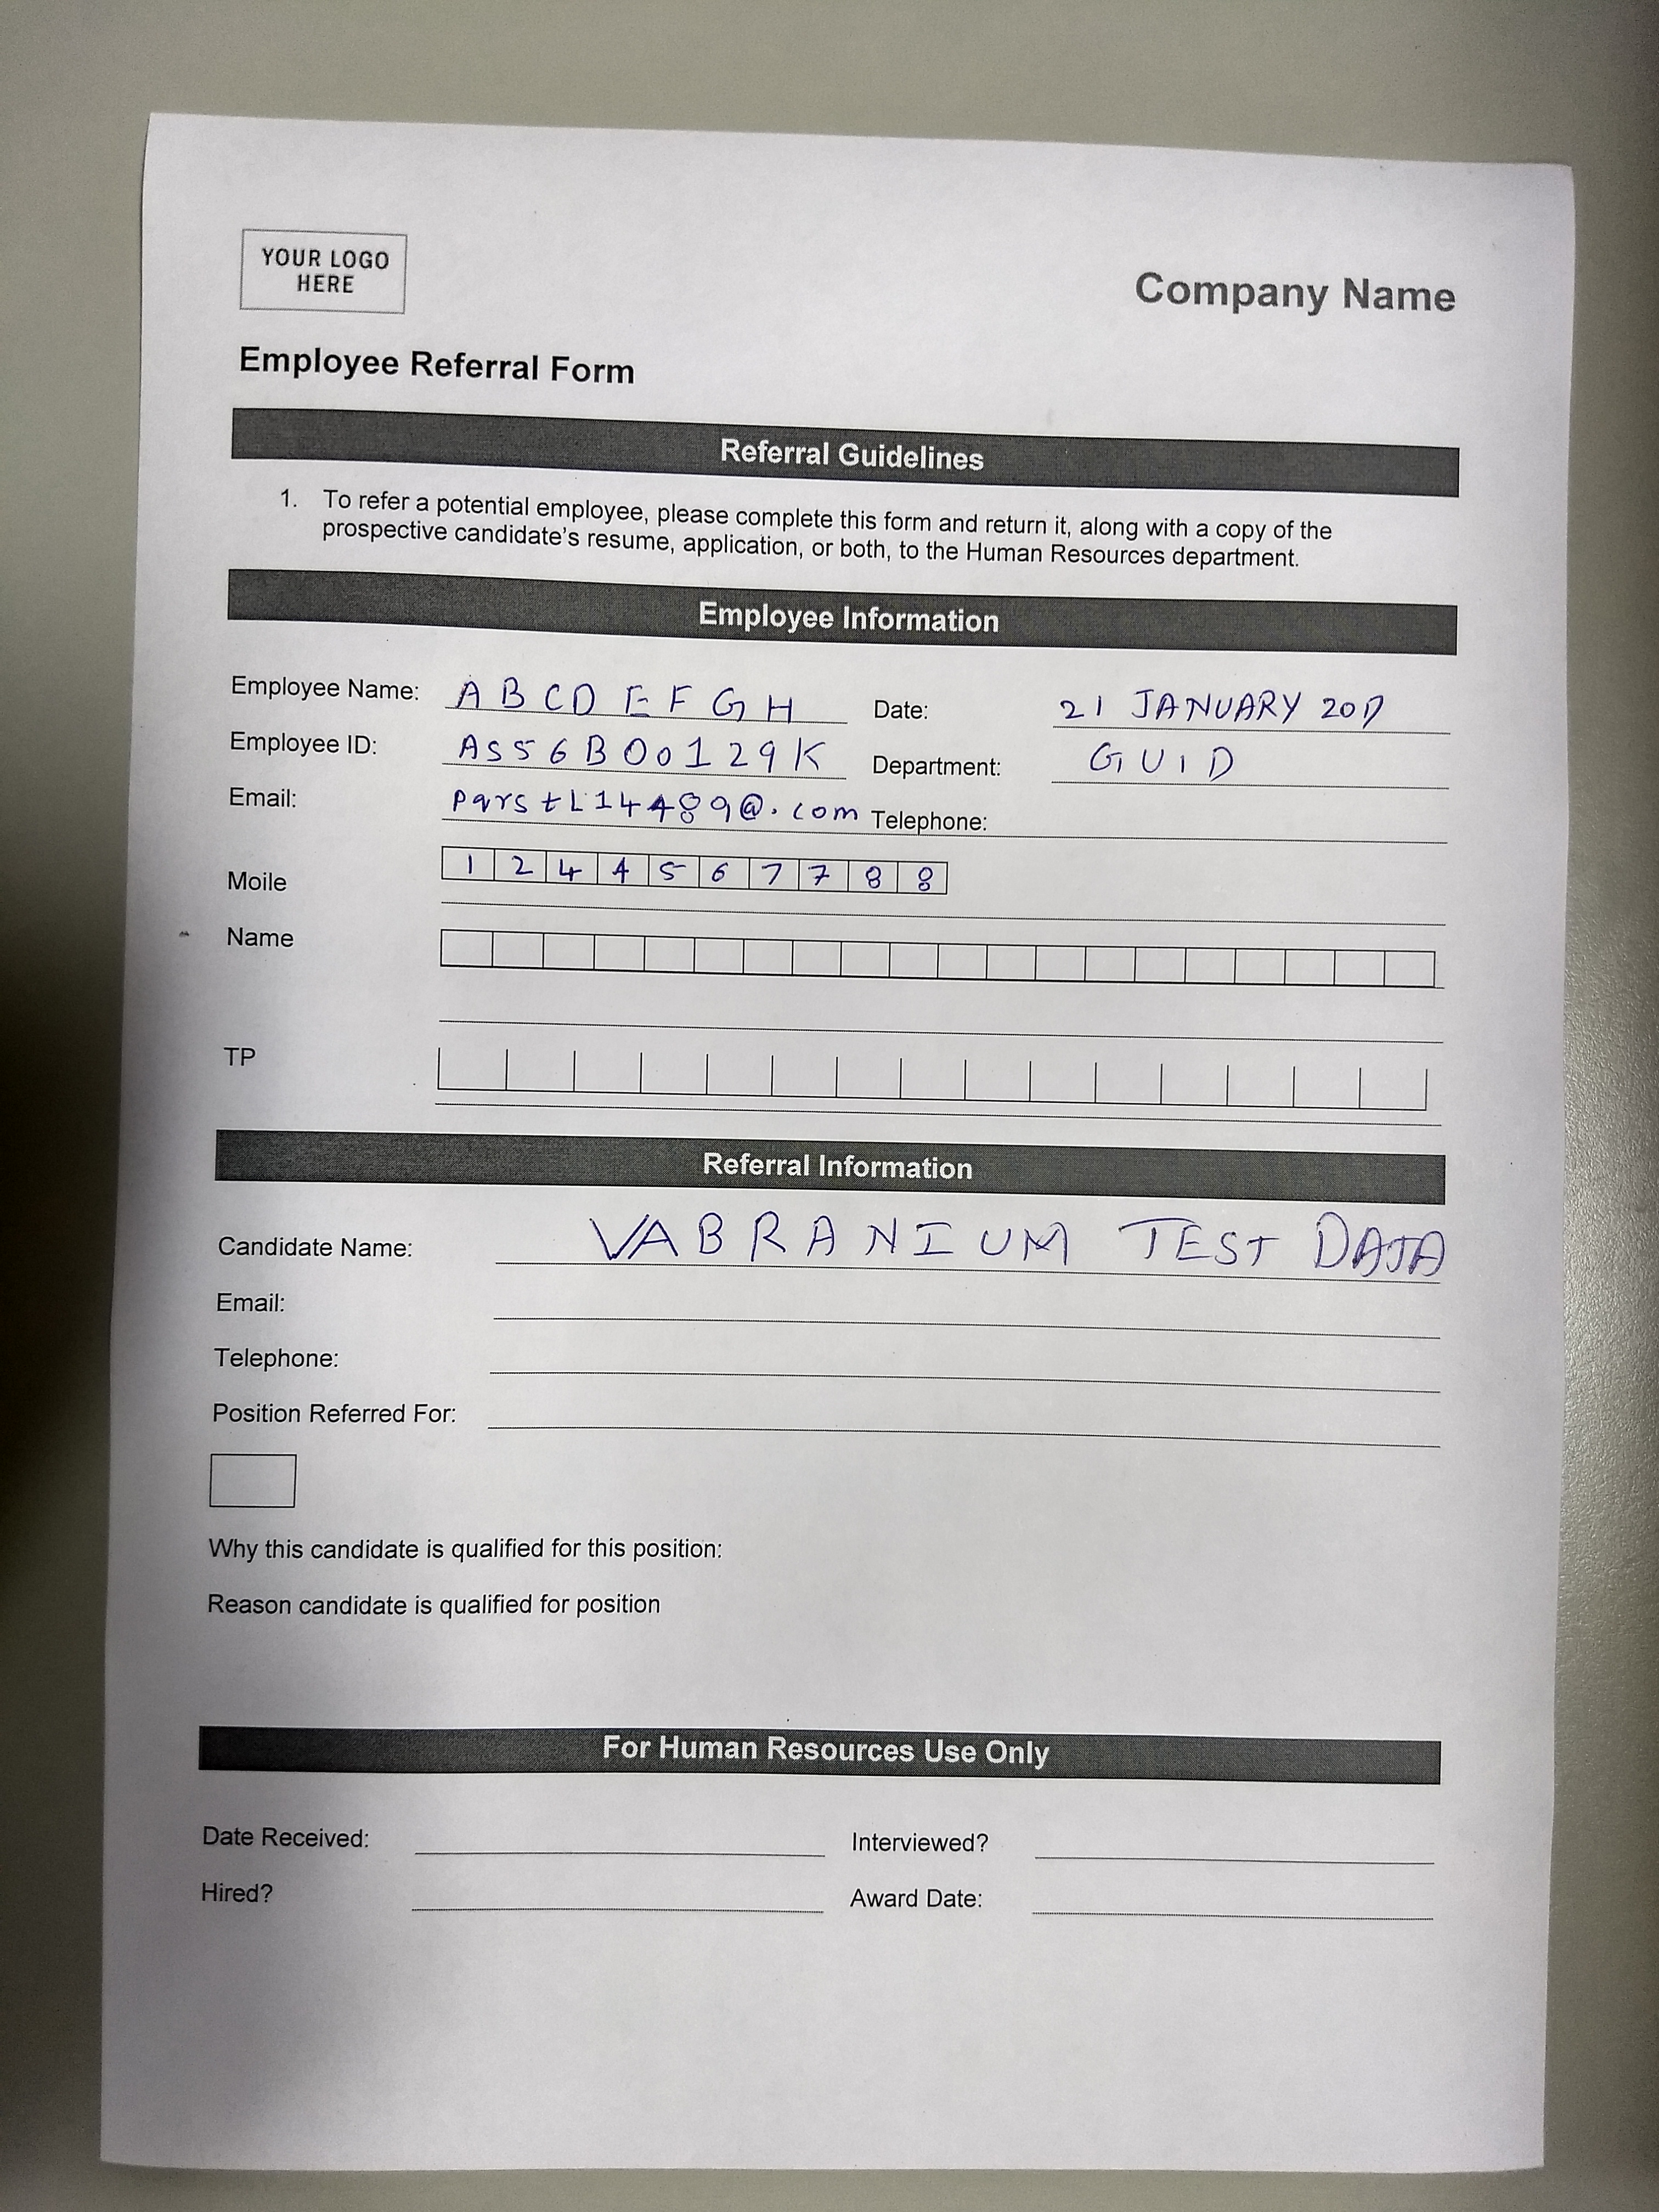 YOUR LOGO
HERE
Company Name
Employee Referral Form
Referral Guidelines
1. To refer a potential employee, please complete this form and return it, along with a copy of the
prospective candidate's resume, application, or both, to the Human Resources department.
Employee Information
Employee Name: A B C D E F G H Date: 21 JANUARY
Employee ID: AS56B00129K Department: GUID
Email: pqrstL14489@.com Telephone:
Moile 1 2 4 4 5 6 7 7 8 8
Name
TP
Referral Information
Candidate Name: VABRANIUM TEST DATA
Email:
Telephone:
Position Referred For:
Why this candidate is qualified for this position:
Reason candidate is qualified for position
For Human Resources Use Only
Date Received: Interviewed?
Hired? Award Date: